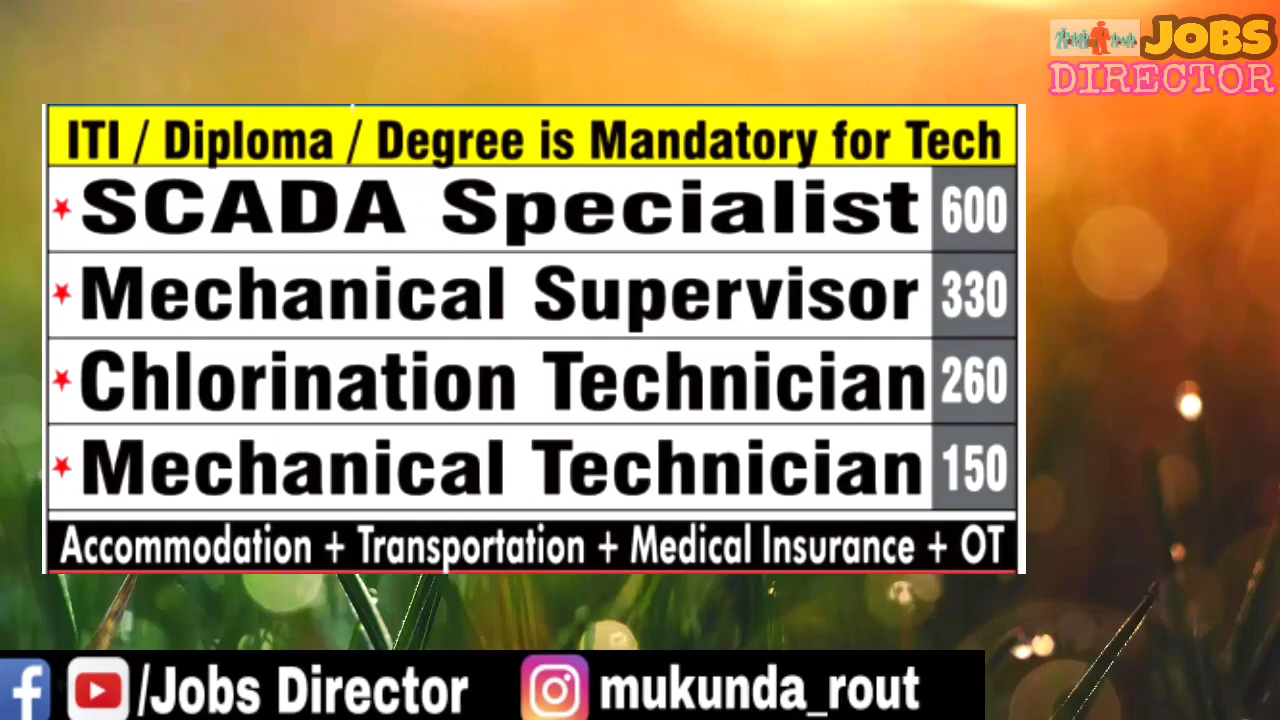 JOBS
DIRECTOR
ITI / Diploma / Degree is Mandatory for Tech
SCADA Specialist 600
Mechanical Supervisor 330
Chlorination Technician 260
Mechanical Technician 150
Accommodation + Transportation + Medical Insurance + OT
/Jobs Director mukunda_rout